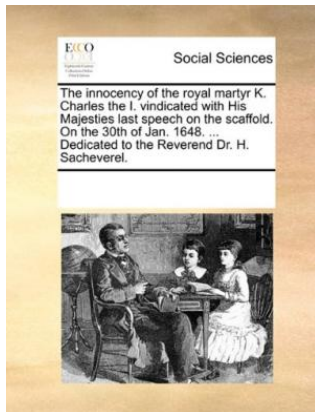 ECCO
Social Sciences
The innocency of the royal martyr K.
Charles the I. vindicated with His
Majesties last speech on the scaffold.
On the 30th of Jan. 1648. ...
Dedicated to the Reverend Dr. H.
Sacheverel.